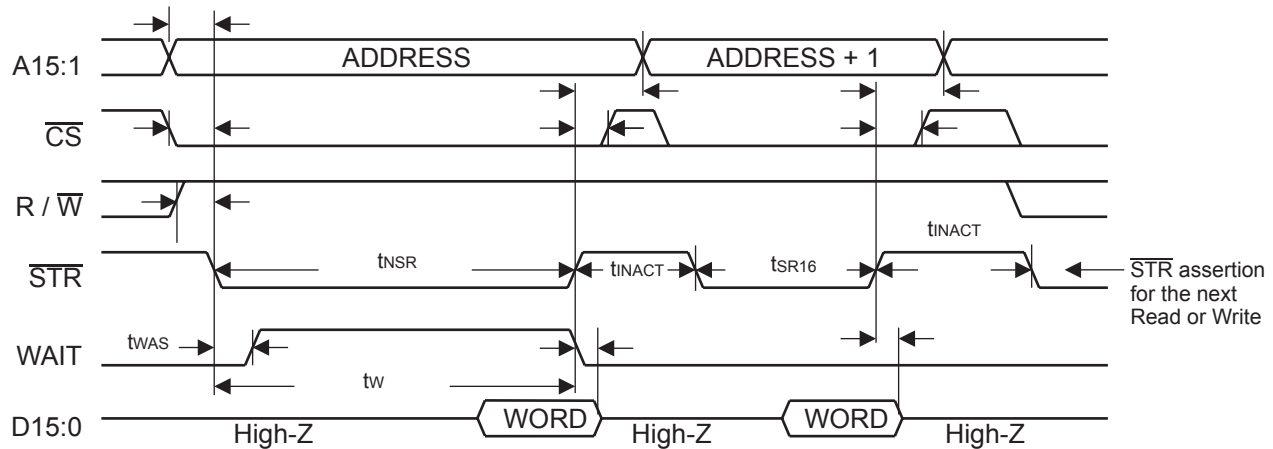 A15:1
ADDRESS
ADDRESS + 1
CS
R / W
tINACT
STR
tNSR
tINACT
tSR16
STR assertion
for the next
Read or Write
WAIT
tWAS
tW
D15:0
High-Z
WORD
High-Z
WORD
High-Z